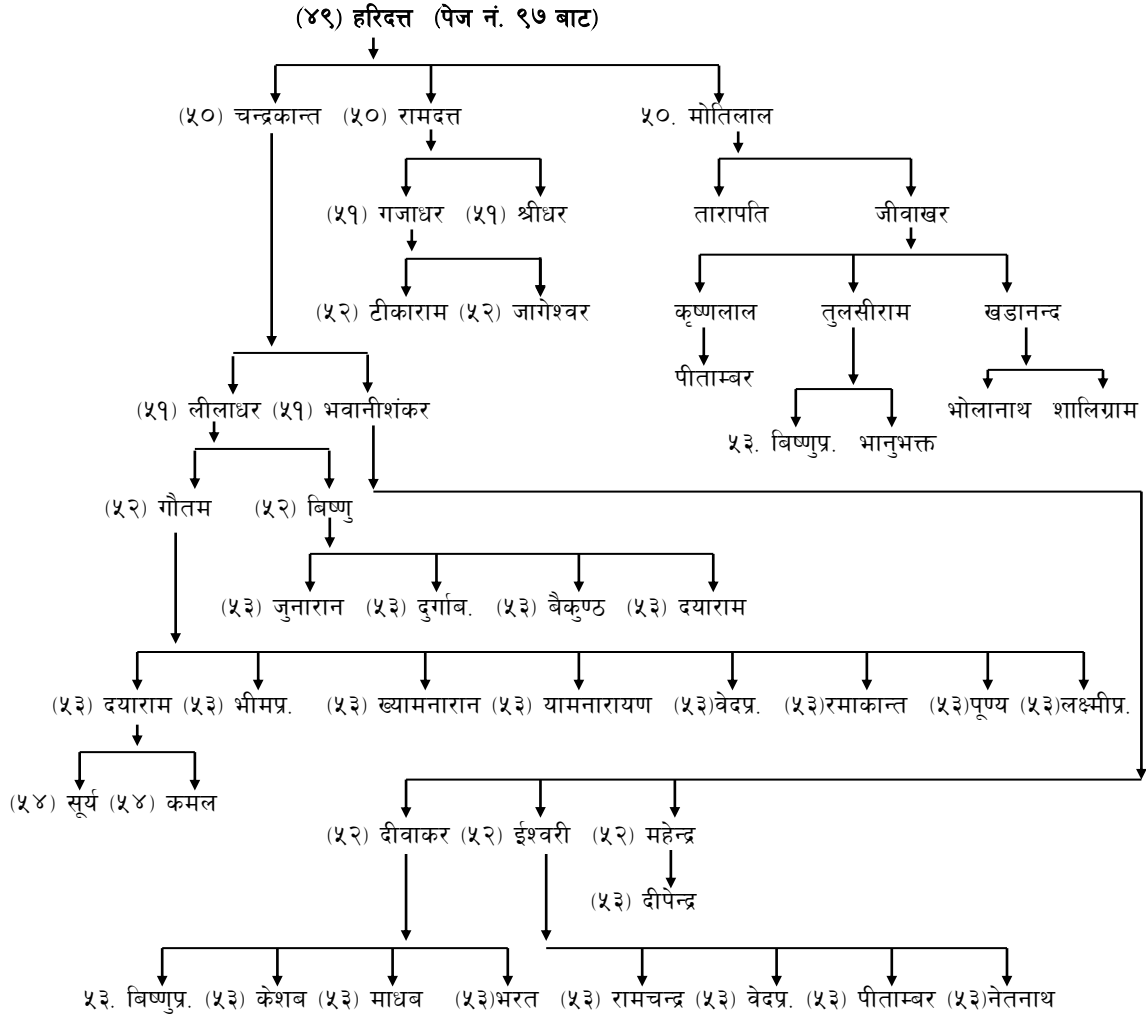 (४९) हरिदत्त (पेज नं. ९७ बाट)
(५०) चन्द्रकान्त (५०) रामदत्त ५०. मोतिलाल
(५१) गजाधर (५१) श्रीधर तारापति जीवाखर
(५२) टीकाराम (५२) जागेश्वर कृष्णलाल तुलसीराम खडानन्द
पीताम्बर
(५१) लीलाधर (५१) भवानीशंकर भोलानाथ शालिग्राम
५३. बिष्णुप्र. भानुभक्त
(५२) गौतम (५२) बिष्णु
(५३) जुनारान (५३) दुर्गाब. (५३) बैकुण्ठ (५३) दयाराम
(५३) दयाराम (५३) भीमप्र. (५३) ख्यामनारान (५३) यामनारायण (५३)वेदप्र. (५३)रमाकान्त (५३)पूण्य (५३)लक्ष्मीप्र.
(५४) सूर्य (५४) कमल
(५२) दीवाकर (५२) ईश्वरी (५२) महेन्द्र
(५३) दीपेन्द्र
५३. बिष्णुप्र. (५३) केशब (५३) माधब (५३)भरत (५३) रामचन्द्र (५३) वेदप्र. (५३) पीताम्बर (५३)नेतनाथ